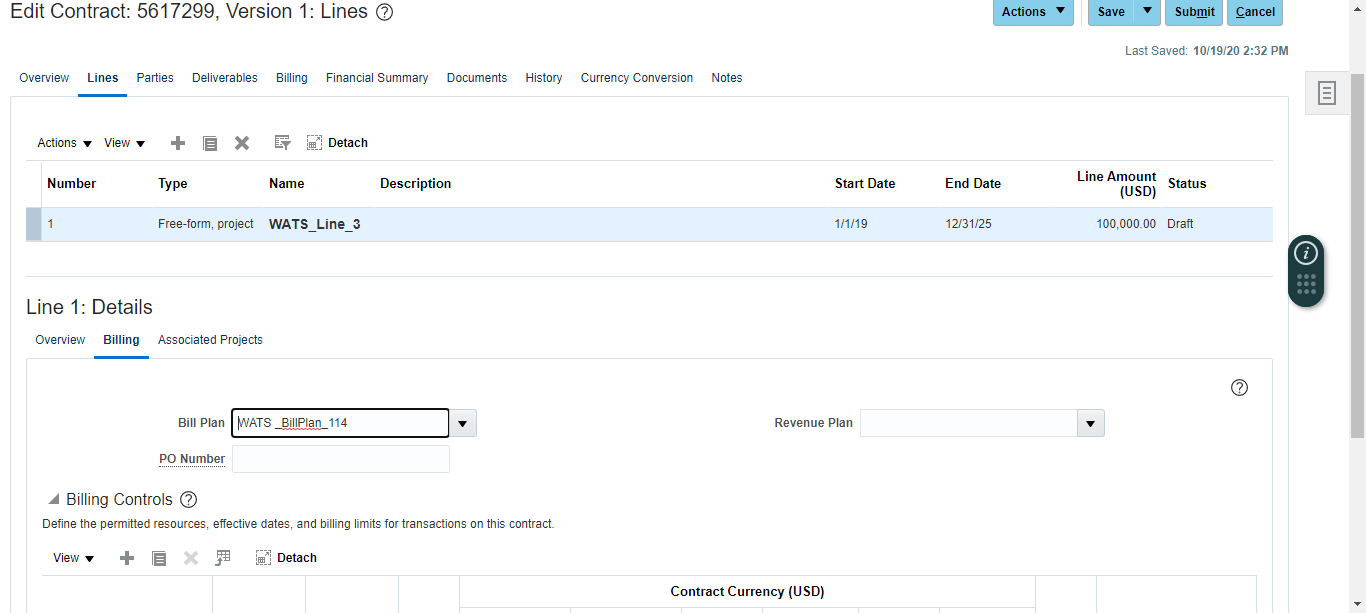 Edit Contract: 5617299, Version 1: Lines
Actions Save Submit Cancel
Last Saved: 10/19/20 2:32 PM
Overview Lines Parties Deliverables Billing Financial Summary Documents History Currency Conversion Notes
Actions View Detach
Number Type Name Description Start Date End Date Line Amount (USD) Status
1 Free-form, project WATS_Line_3 1/1/19 12/31/25 100,000.00 Draft
Line 1: Details
Overview Billing Associated Projects
Bill Plan WATS _BillPlan_114 Revenue Plan
PO Number
Billing Controls
Define the permitted resources, effective dates, and billing limits for transactions on this contract.
View Detach
Contract Currency (USD)